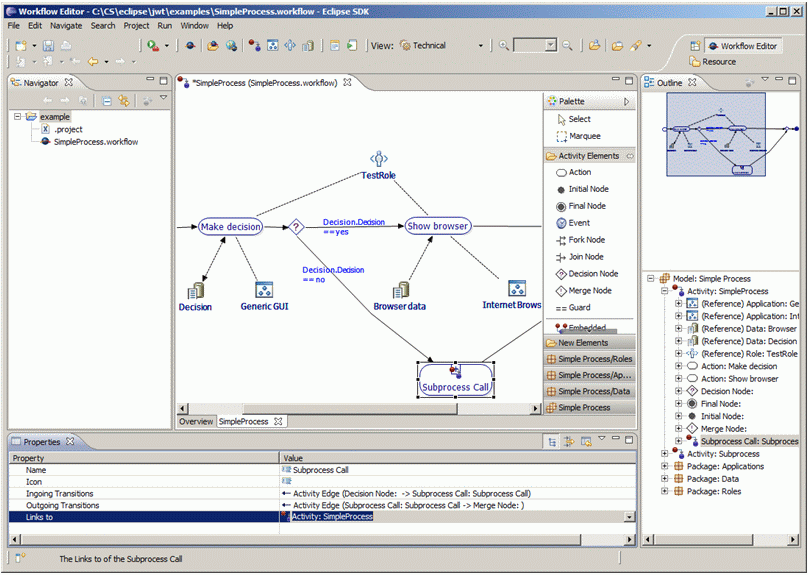 Workflow Editor - C:\CS\eclipse\jwt\examples\SimpleProcess.workflow - Eclipse SDK
File Edit Navigate Search Project Run Window Help
View: Technical
Workflow Editor
Resource
Navigator
example
.project
SimpleProcess.workflow
*SimpleProcess (SimpleProcess.workflow)
TestRole
Make decision
?
Decision.Decision
==yes
Show browser
Decision.Decision
==no
Decision
Generic GUI
Browser data
Internet Brows
Subprocess Call
Overview SimpleProcess
Palette
Select
Marquee
Activity Elements
Action
Initial Node
Final Node
Event
Fork Node
Join Node
Decision Node
Merge Node
Guard
Embedded
New Elements
Simple Process/Roles
Simple Process/Ap...
Simple Process/Data
Simple Process
Outline
Model: Simple Process
Activity: SimpleProcess
(Reference) Application: Ge
(Reference) Application: Int
(Reference) Data: Browser
(Reference) Data: Decision
(Reference) Role: TestRole
Action: Make decision
Action: Show browser
Decision Node:
Final Node:
Initial Node:
Merge Node:
Subprocess Call: Subproces
Activity: Subprocess
Package: Applications
Package: Data
Package: Roles
Properties
Property Value
Name Subprocess Call
Icon
Ingoing Transitions Activity Edge (Decision Node: -> Subprocess Call: Subprocess Call)
Outgoing Transitions Activity Edge (Subprocess Call: Subprocess Call -> Merge Node: )
Links to Activity: SimpleProcess
The Links to of the Subprocess Call